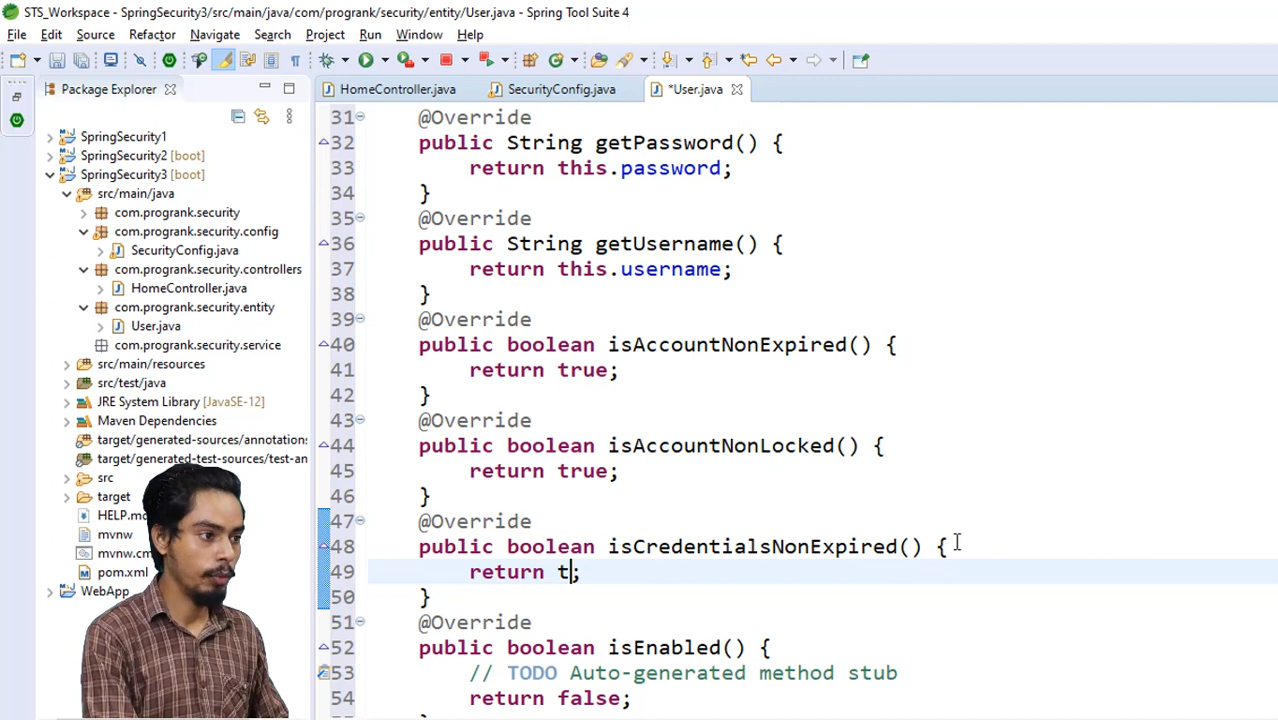 STS_Workspace - SpringSecurity3/src/main/java/com/progrank/security/entity/User.java - Spring Tool Suite 4
File Edit Source Refactor Navigate Search Project Run Window Help
Package Explorer
HomeController.java
SecurityConfig.java
*User.java
SpringSecurity1
SpringSecurity2 [boot]
SpringSecurity3 [boot]
src/main/java
com.progrank.security
com.progrank.security.config
SecurityConfig.java
com.progrank.security.controllers
HomeController.java
com.progrank.security.entity
User.java
com.progrank.security.service
src/main/resources
src/test/java
JRE System Library [JavaSE-12]
Maven Dependencies
target/generated-sources/annotations
target/generated-test-sources/test-an
src
target
HELP.md
mvnw
mvnw.cm
pom.xml
WebApp
31 @Override
32 public String getPassword() {
33 return this.password;
34 }
35 @Override
36 public String getUsername() {
37 return this.username;
38 }
39 @Override
40 public boolean isAccountNonExpired() {
41 return true;
42 }
43 @Override
44 public boolean isAccountNonLocked() {
45 return true;
46 }
47 @Override
48 public boolean isCredentialsNonExpired() {
49 return t;
50 }
51 @Override
52 public boolean isEnabled() {
53 // TODO Auto-generated method stub
54 return false;